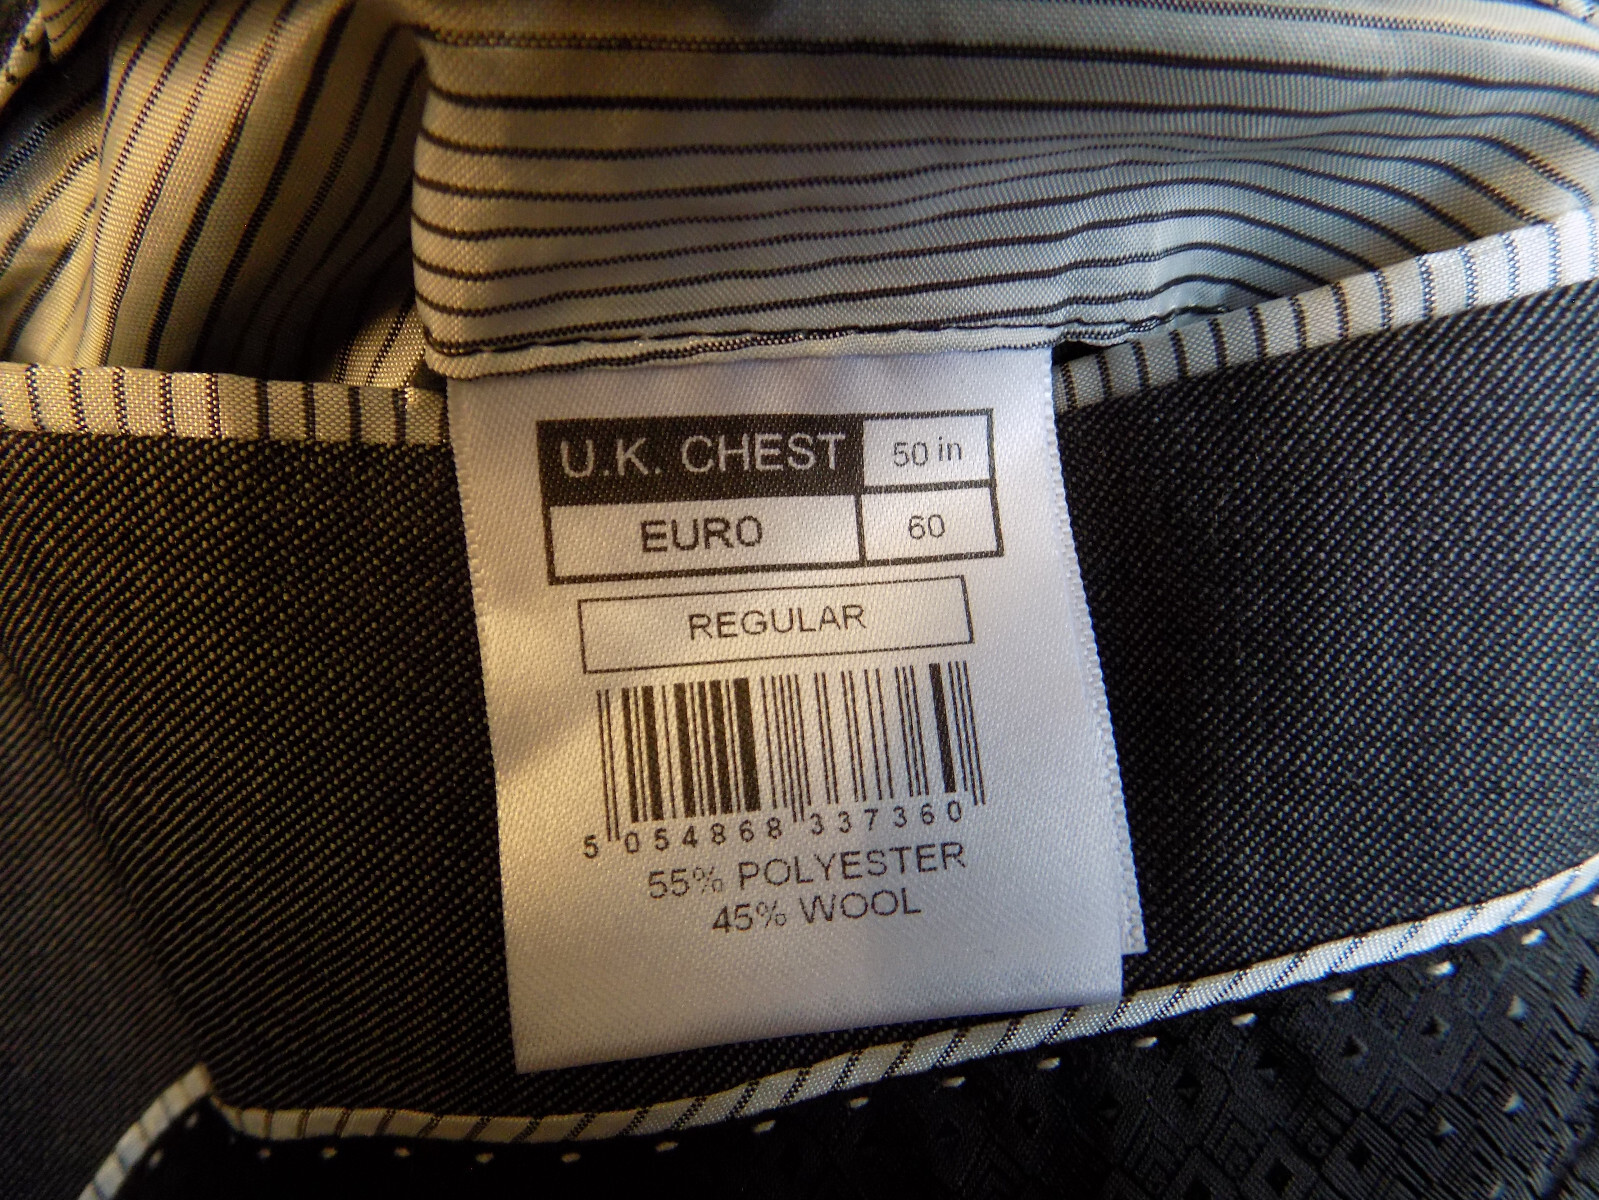 U.K. CHEST 50 in
EURO 60
REGULAR
5 054868 337360
55% POLYESTER
45% WOOL